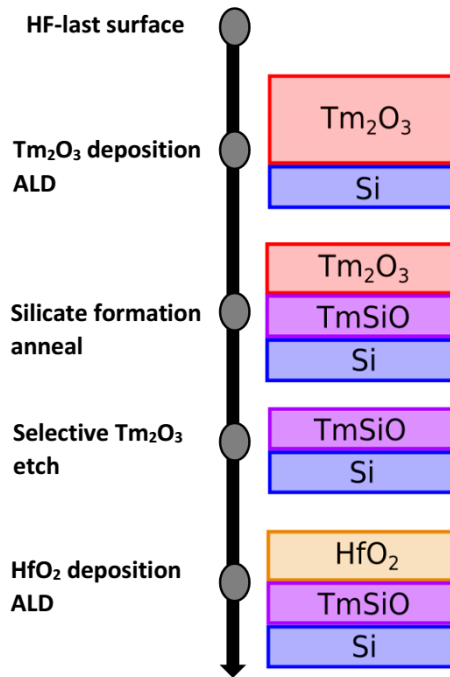 HF-last surface
Tm₂O₃ deposition
ALD
Tm₂O₃
Si
Silicate formation
anneal
Tm₂O₃
TmSiO
Si
Selective Tm₂O₃
etch
TmSiO
Si
HfO₂ deposition
ALD
HfO₂
TmSiO
Si